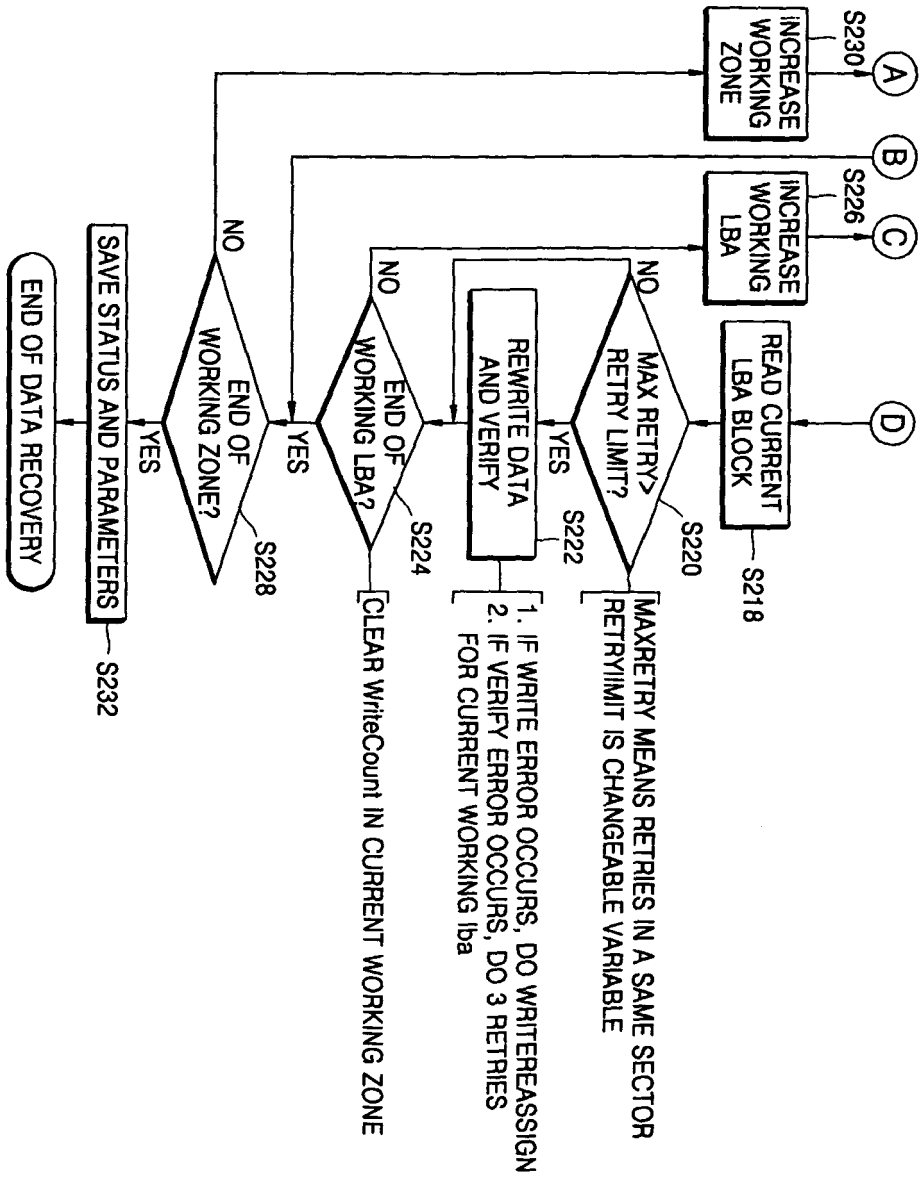 A
B
C
D
S230
INCREASE
WORKING
ZONE
S226
INCREASE
WORKING
LBA
READ CURRENT
LBA BLOCK
S218
MAX RETRY>
RETRY LIMIT?
S220
NO
YES
MAXRETRY MEANS RETRIES IN A SAME SECTOR
RETRYlIMIT IS CHANGEABLE VARIABLE
REWRITE DATA
AND VERIFY
S222
1. IF WRITE ERROR OCCURS, DO WRITEREASSIGN
2. IF VERIFY ERROR OCCURS, DO 3 RETRIES
FOR CURRENT WORKING lba
END OF
WORKING LBA?
S224
NO
YES
CLEAR WriteCount IN CURRENT WORKING ZONE
END OF
WORKING ZONE?
S228
NO
YES
SAVE STATUS AND PARAMETERS
S232
END OF DATA RECOVERY